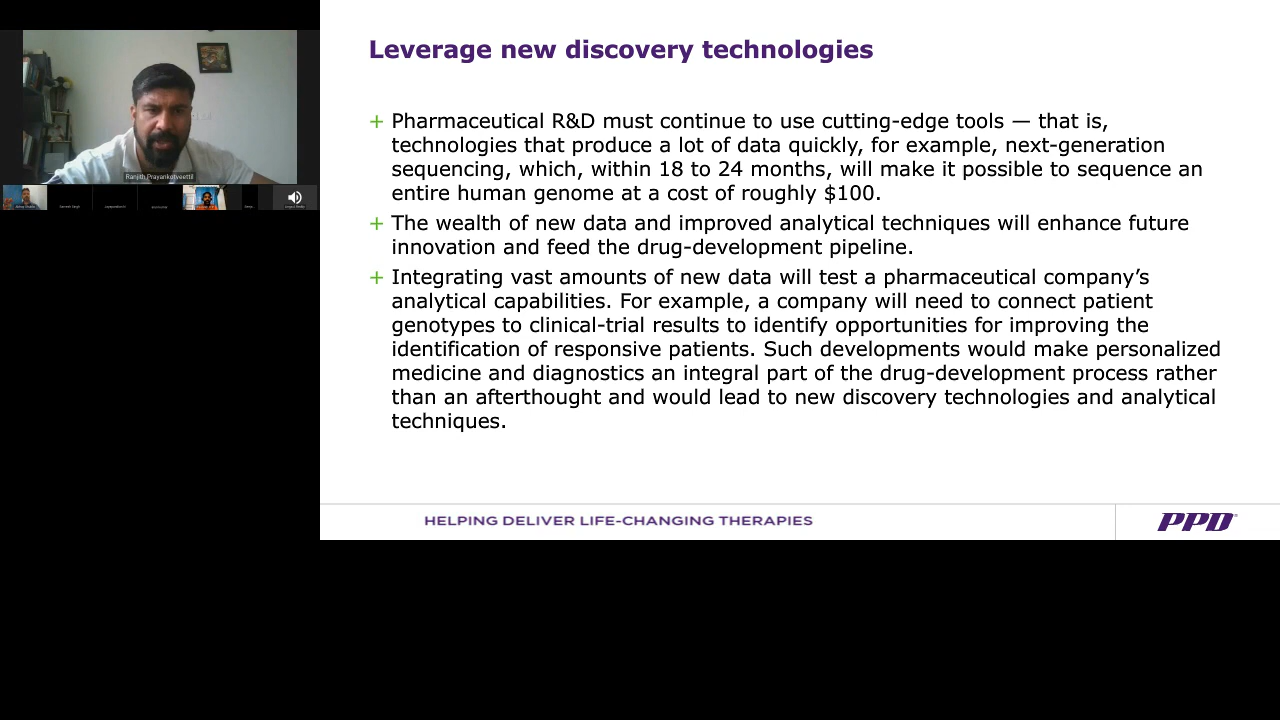 Leverage new discovery technologies
+ Pharmaceutical R&D must continue to use cutting-edge tools — that is,
technologies that produce a lot of data quickly, for example, next-generation
sequencing, which, within 18 to 24 months, will make it possible to sequence an
entire human genome at a cost of roughly $100.
+ The wealth of new data and improved analytical techniques will enhance future
innovation and feed the drug-development pipeline.
+ Integrating vast amounts of new data will test a pharmaceutical company’s
analytical capabilities. For example, a company will need to connect patient
genotypes to clinical-trial results to identify opportunities for improving the
identification of responsive patients. Such developments would make personalized
medicine and diagnostics an integral part of the drug-development process rather
than an afterthought and would lead to new discovery technologies and analytical
techniques.
Ranjith Prayankotveettil
HELPING DELIVER LIFE-CHANGING THERAPIES
PPD